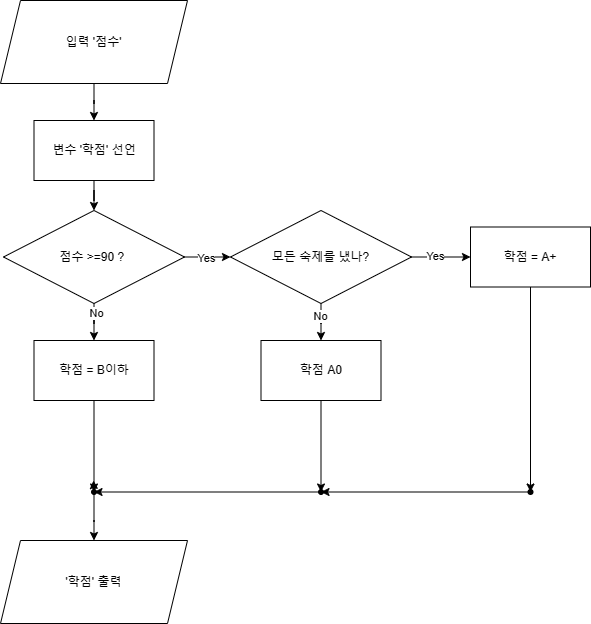 입력 '점수'
변수 '학점' 선언
점수 >=90 ?
Yes
모든 숙제를 냈나?
Yes
학점 = A+
No
No
학점 = B이하
학점 A0
'학점' 출력